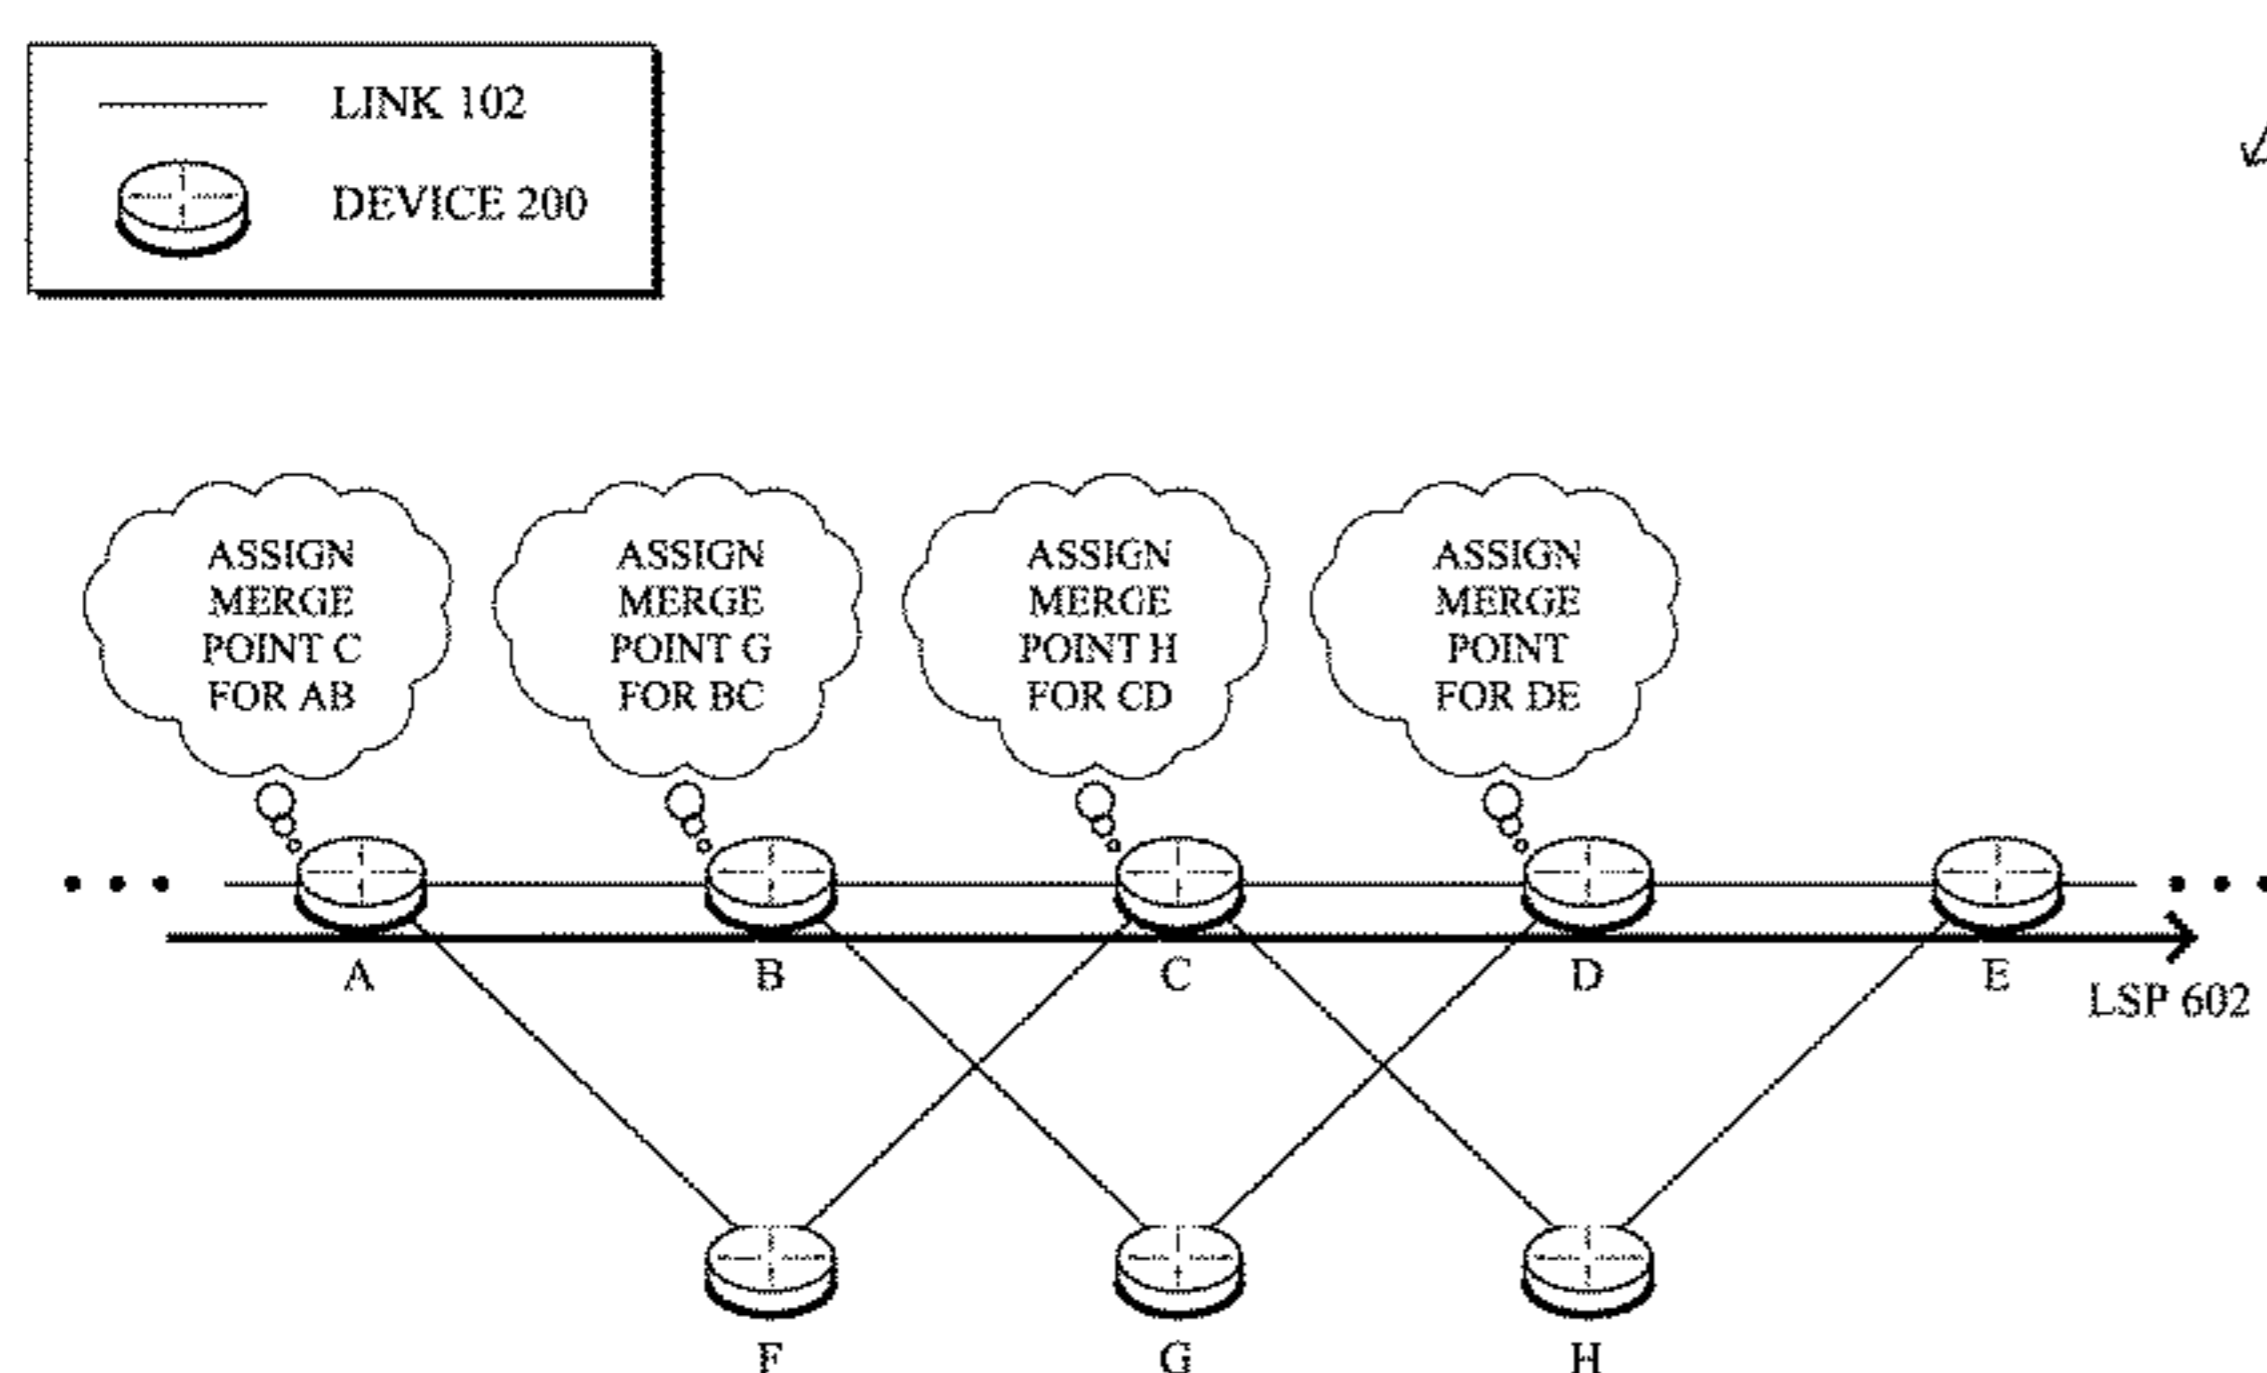 LINK 102
DEVICE 200
ASSIGN
MERGE
POINT C
FOR AB
ASSIGN
MERGE
POINT G
FOR BC
ASSIGN
MERGE
POINT H
FOR CD
ASSIGN
MERGE
POINT
FOR DE
A
B
C
D
E
LSP 602
F
G
H